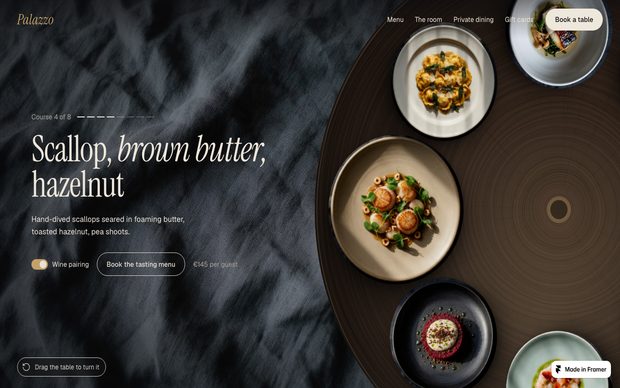 Palazzo
Menu The room Private dining Gift cards Book a table
Course 4 of 8
Scallop, brown butter,
hazelnut
Hand-dived scallops seared in foaming butter,
toasted hazelnut, pea shoots.
Wine pairing Book the tasting menu €145 per guest
Drag the table to turn it
Made in Framer